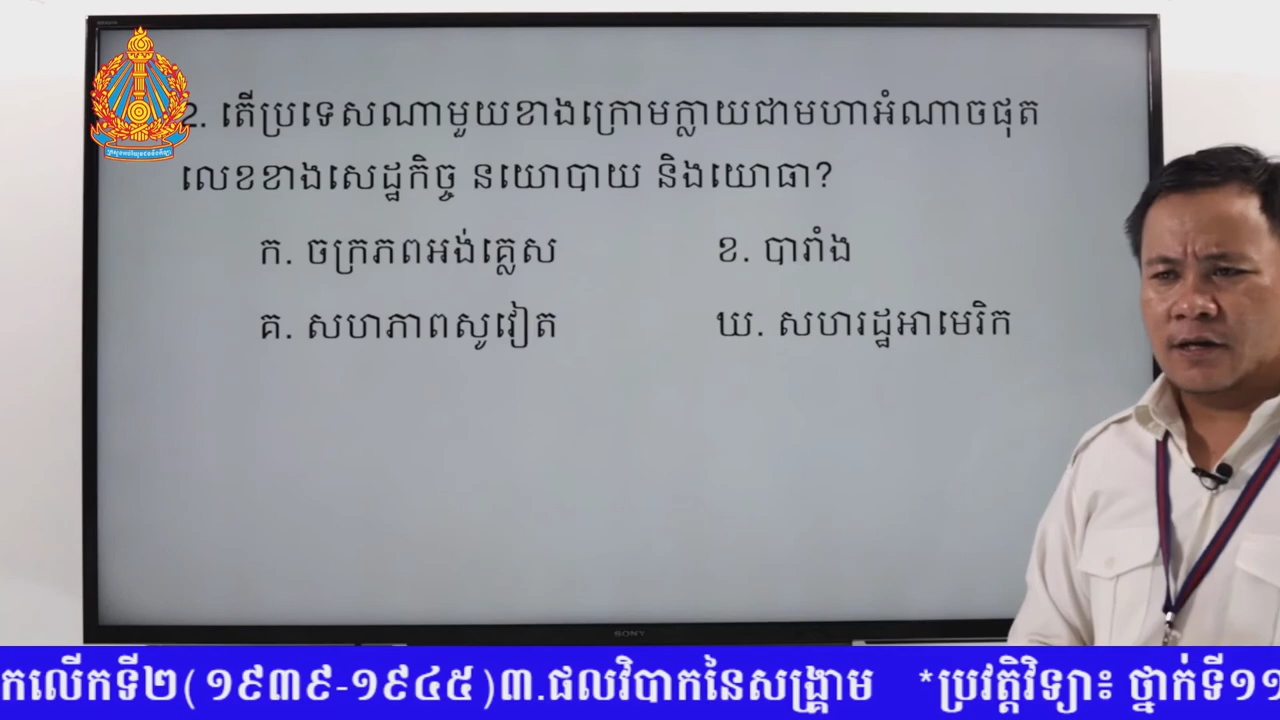 2. តើប្រទេសណាមួយខាងក្រោមក្លាយជាមហាអំណាចផុត
លេខខាងសេដ្ឋកិច្ច នយោបាយ និងយោធា?
ក. ចក្រភពអង់គ្លេស
ខ. បារាំង
គ. សហភាពសូវៀត
ឃ. សហរដ្ឋអាមេរិក
SONY
កលើកទី២(១៩៣៩-១៩៤៥)៣.ផលវិបាកនៃសង្គ្រាម *ប្រវត្តិវិទ្យា៖ ថ្នាក់ទី១១